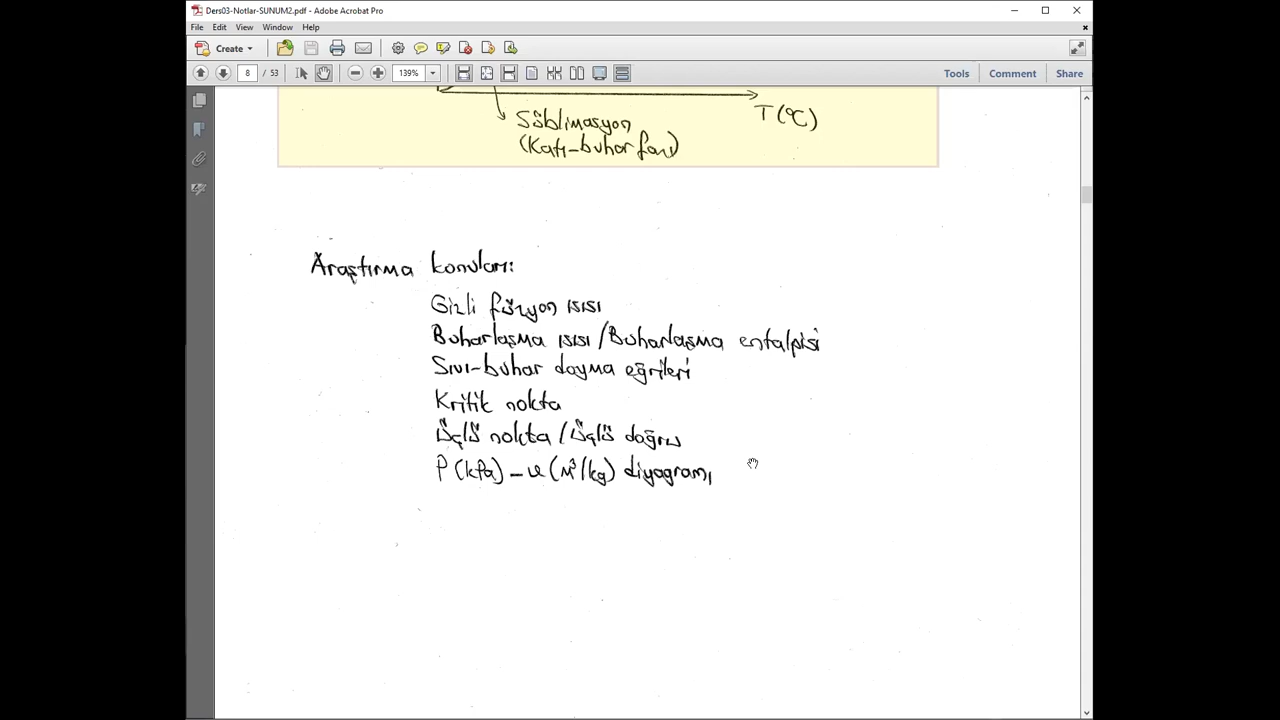 Ders03-Notlar-SUNUM2.pdf - Adobe Acrobat Pro
File Edit View Window Help
Create
8 / 53 139% Tools Comment Share
T (°C)
Süblimasyon
(Katı-buhar fazı)
Araştırma konuları:
Gizli füzyon ısısı
Buharlaşma ısısı / Buharlaşma entalpisi
Sıvı-buhar doyma eğrileri
Kritik nokta
Üçlü nokta / Üçlü doğru
P (kPa) - v (m³/kg) diyagramı